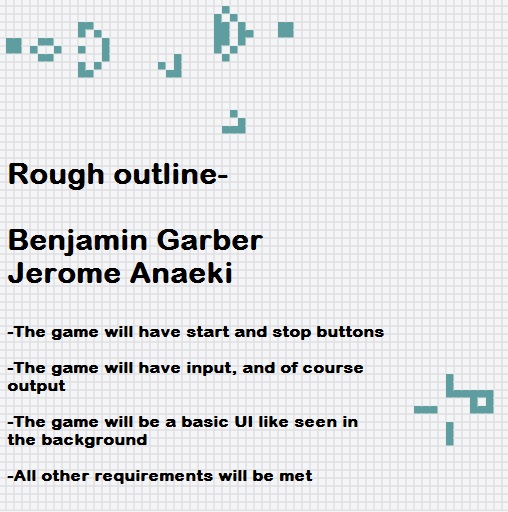 Rough outline-
Benjamin Garber
Jerome Anaeki
-The game will have start and stop buttons
-The game will have input, and of course
output
-The game will be a basic UI like seen in
the background
-All other requirements will be met